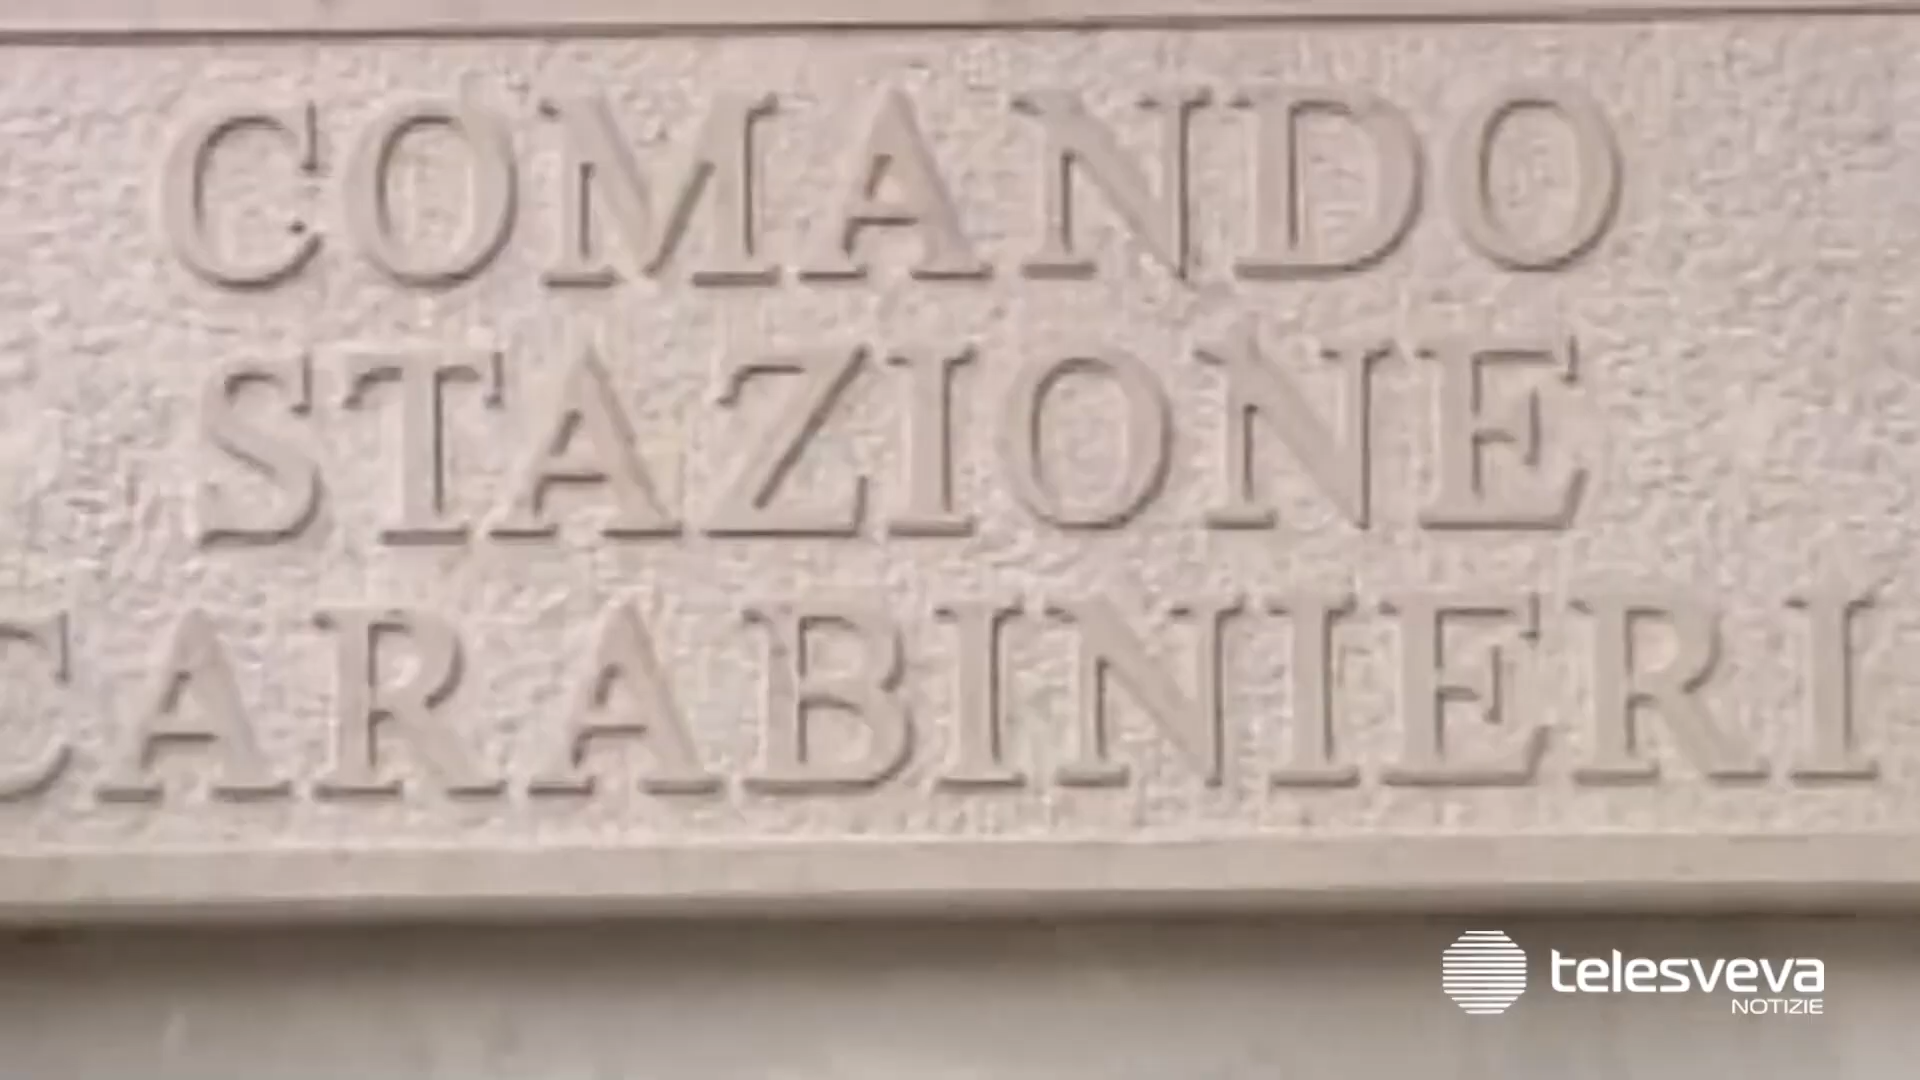 COMANDO
STAZIONE
CARABINIERI
telesveva
NOTIZIE